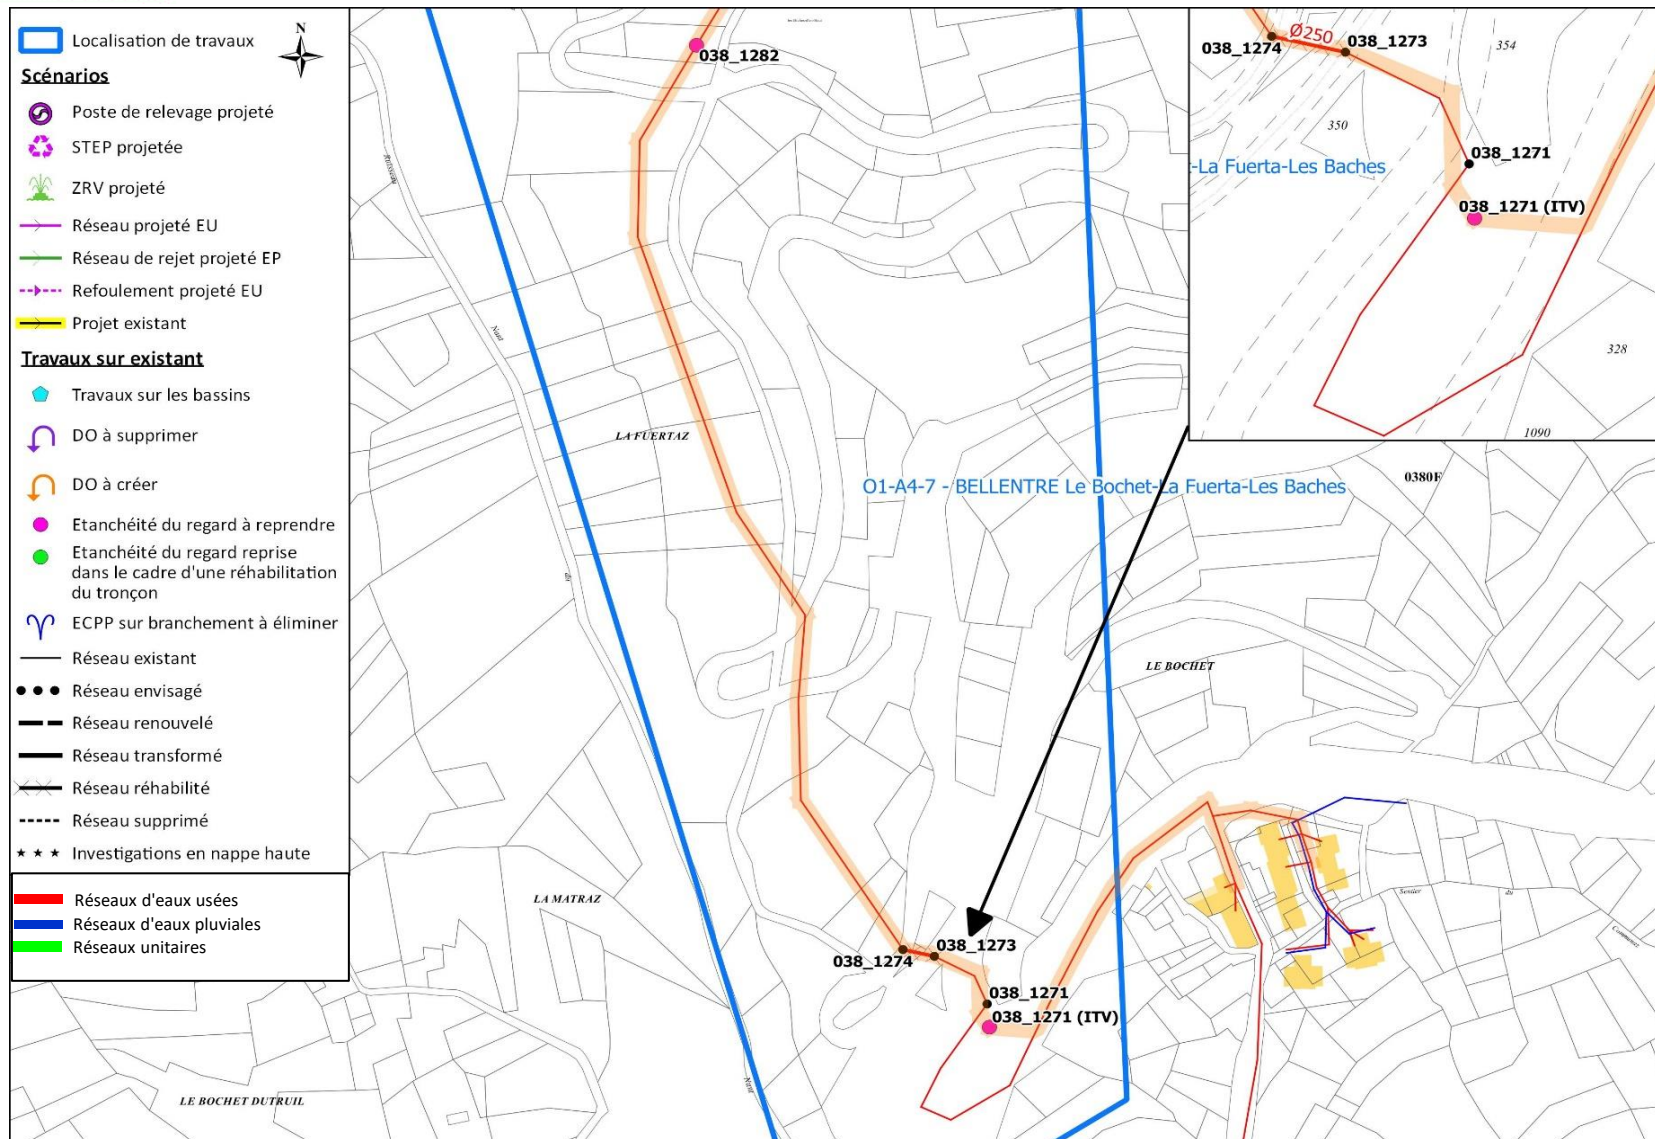 Localisation de travaux
N
Scénarios
Poste de relevage projeté
STEP projetée
ZRV projeté
Réseau projeté EU
Réseau de rejet projeté EP
Refoulement projeté EU
Projet existant
Travaux sur existant
Travaux sur les bassins
DO à supprimer
DO à créer
Etanchéité du regard à reprendre
Etanchéité du regard reprise
dans le cadre d'une réhabilitation
du tronçon
ECPP sur branchement à éliminer
Réseau existant
Réseau envisagé
Réseau renouvelé
Réseau transformé
Réseau réhabilité
Réseau supprimé
Investigations en nappe haute
Réseaux d'eaux usées
Réseaux d'eaux pluviales
Réseaux unitaires
038_1282
Ruisseau
Nant
du
Nant
LA FUERTAZ
O1-A4-7 - BELLENTRE Le Bochet-La Fuerta-Les Baches
0380F
LE BOCHET
LA MATRAZ
LE BOCHET DUTRUIL
038_1274
038_1273
038_1271
038_1271 (ITV)
Sentier
du
038_1274
Ø250
038_1273
354
350
038_1271
-La Fuerta-Les Baches
038_1271 (ITV)
328
1090